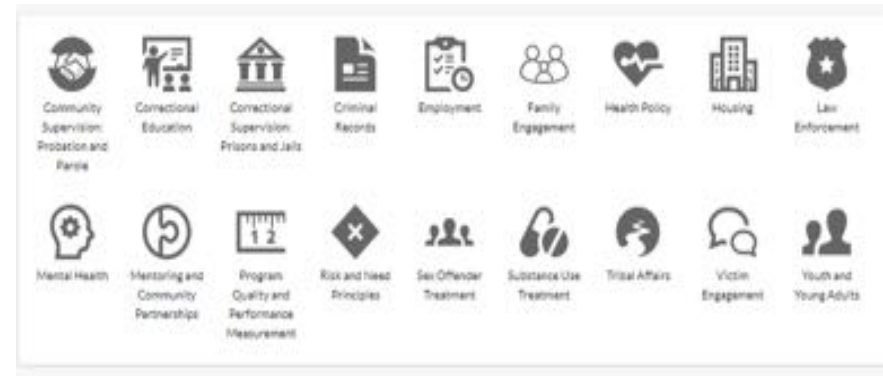 Community
Supervision:
Probation and
Parole
Correctional
Education
Correctional
Supervision:
Prisons and Jails
Criminal
Records
Employment
Family
Engagement
Health Policy
Housing
Law
Enforcement
Mental Health
Mentoring and
Community
Partnerships
1 2
Program
Quality and
Performance
Measurement
Risk and Need
Principles
Sex Offender
Treatment
Substance Use
Treatment
Tribal Affairs
Victim
Engagement
Youth and
Young Adults